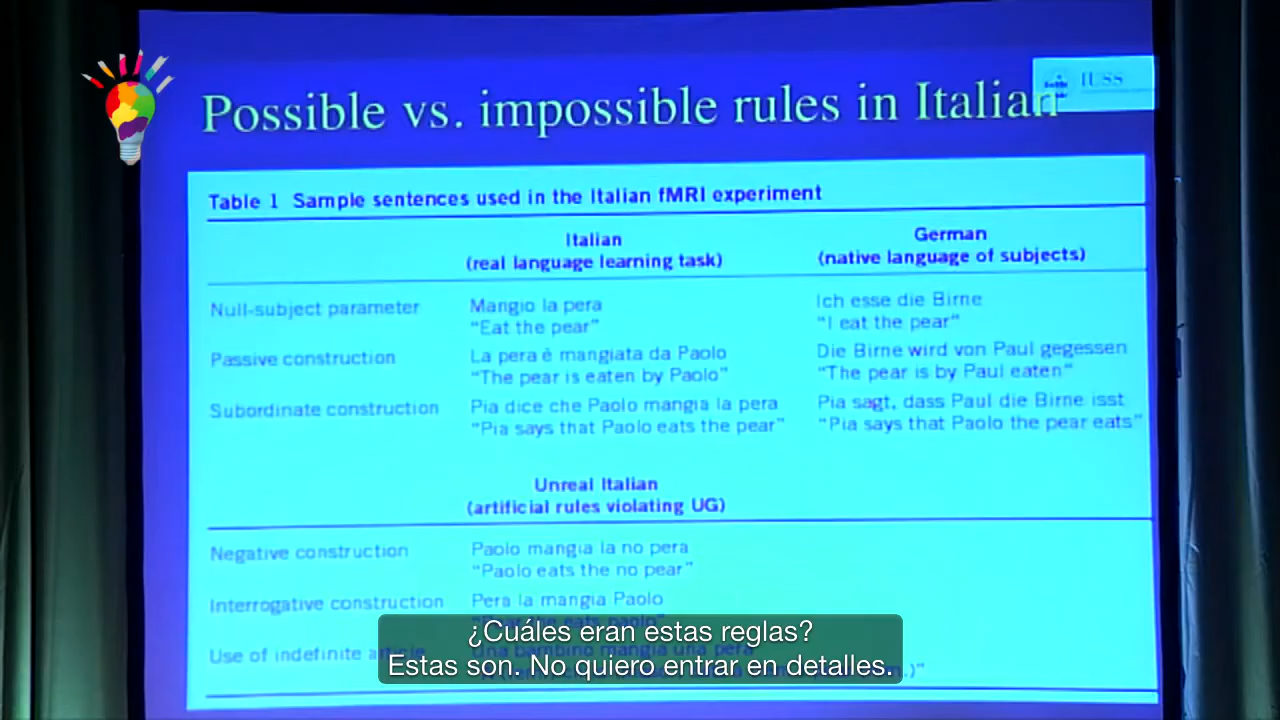 IUSS
Possible vs. impossible rules in Italian
Table 1 Sample sentences used in the Italian fMRI experiment
Italian
(real language learning task)
German
(native language of subjects)
Null-subject parameter
Mangio la pera
"Eat the pear"
Ich esse die Birne
"I eat the pear"
Passive construction
La pera è mangiata da Paolo
"The pear is eaten by Paolo"
Die Birne wird von Paul gegessen
"The pear is by Paul eaten"
Subordinate construction
Pia dice che Paolo mangia la pera
"Pia says that Paolo eats the pear"
Pia sagt, dass Paul die Birne isst
"Pia says that Paolo the pear eats"
Unreal Italian
(artificial rules violating UG)
Negative construction
Paolo mangia la no pera
"Paolo eats the no pear"
Interrogative construction
Pera la mangia Paolo
Use of indefinite article
una bambino mangia una pera
¿Cuáles eran estas reglas?
Estas son. No quiero entrar en detalles.